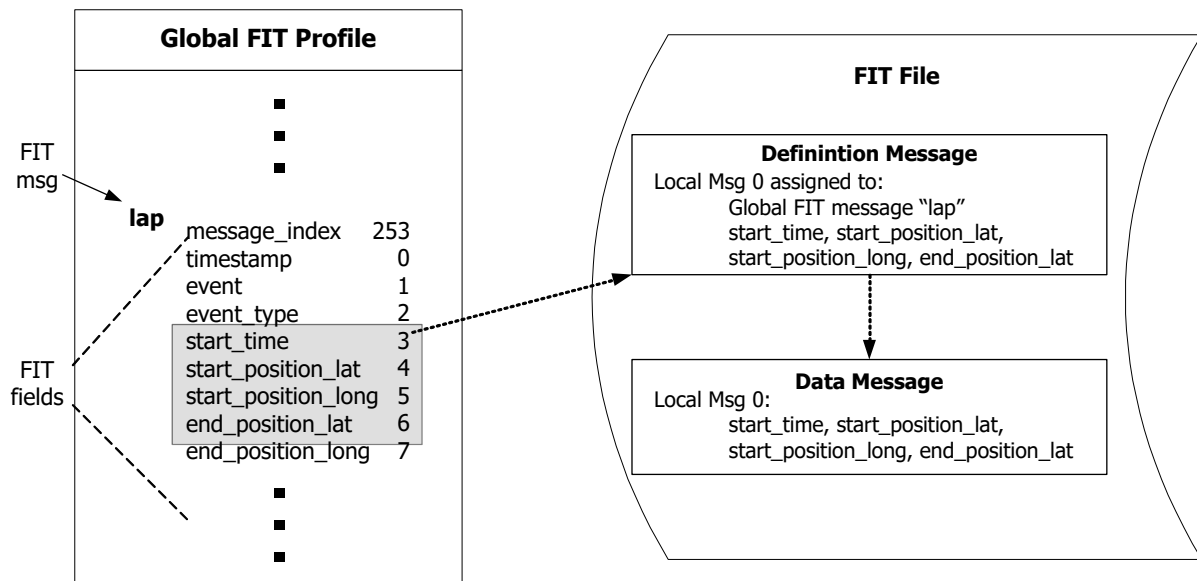 Global FIT Profile
FIT
msg
lap
message_index 253
timestamp 0
event 1
event_type 2
start_time 3
start_position_lat 4
start_position_long 5
end_position_lat 6
end_position_long 7
FIT
fields
FIT File
Definintion Message
Local Msg 0 assigned to:
Global FIT message “lap”
start_time, start_position_lat,
start_position_long, end_position_lat
Data Message
Local Msg 0:
start_time, start_position_lat,
start_position_long, end_position_lat